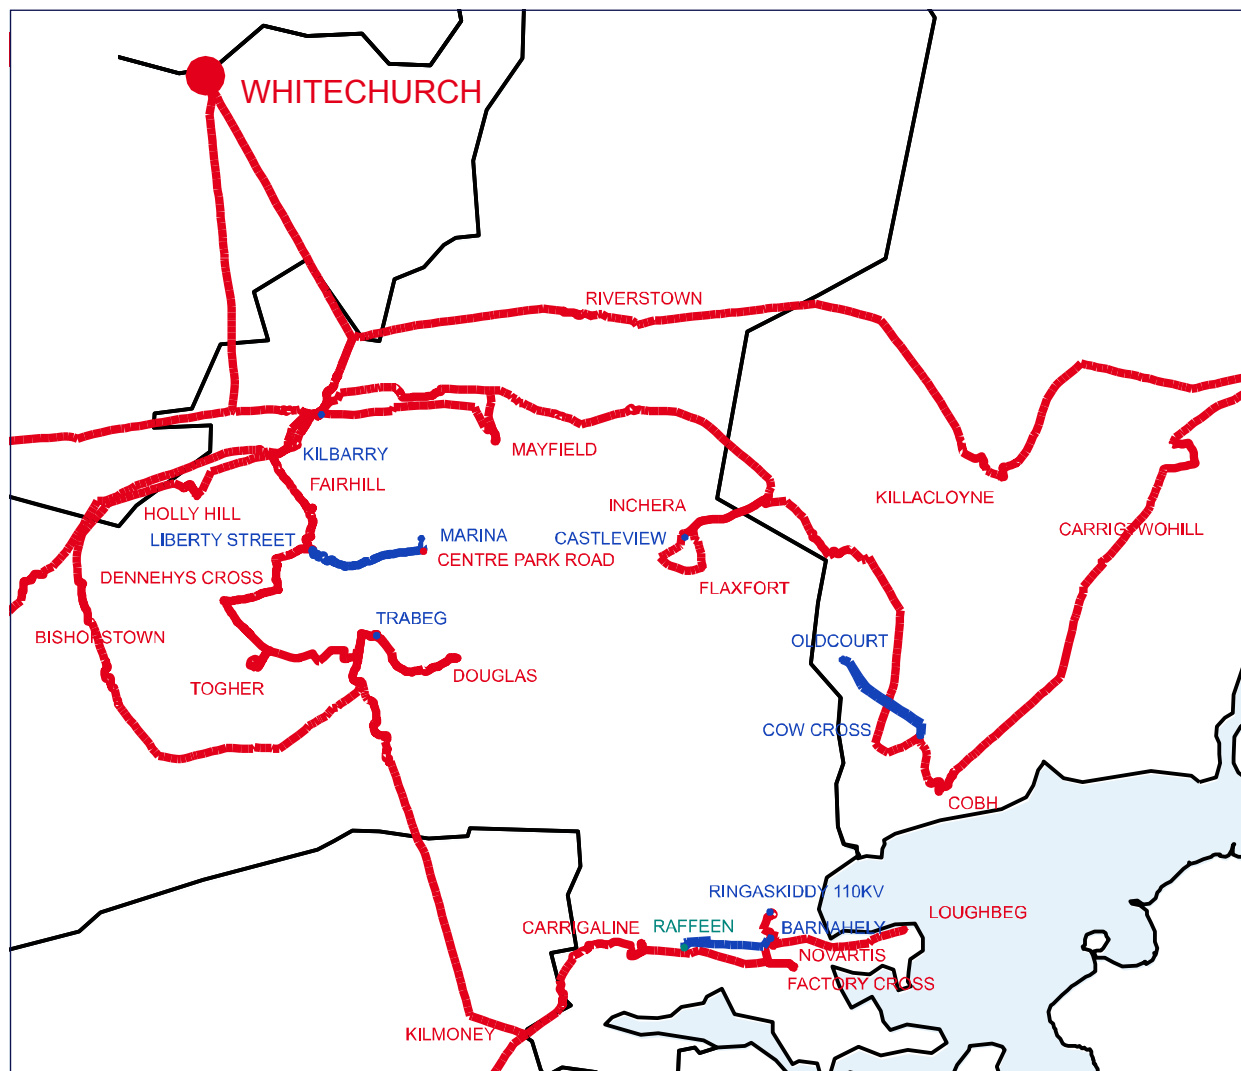 WHITECHURCH
RIVERSTOWN
MAYFIELD
KILBARRY
FAIRHILL
KILLACLOYNE
INCHERA
HOLLY HILL
CARRIGTWOHILL
LIBERTY STREET
MARINA
CASTLEVIEW
CENTRE PARK ROAD
DENNEHYS CROSS
FLAXFORT
TRABEG
BISHOPSTOWN
OLDCOURT
DOUGLAS
TOGHER
COW CROSS
COBH
RINGASKIDDY 110KV
LOUGHBEG
CARRIGALINE
RAFFEEN
BARNAHELY
NOVARTIS
FACTORY CROSS
KILMONEY